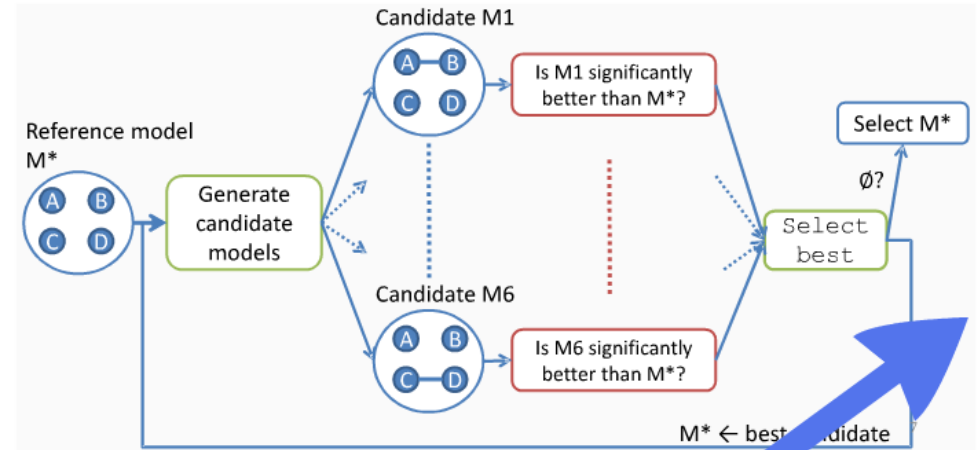 Candidate M1
A B
C D
Is M1 significantly
better than M*?
Select M*
Ø?
Reference model
M*
A B
C D
Generate
candidate
models
Select
best
Candidate M6
A B
C D
Is M6 significantly
better than M*?
M* ← best